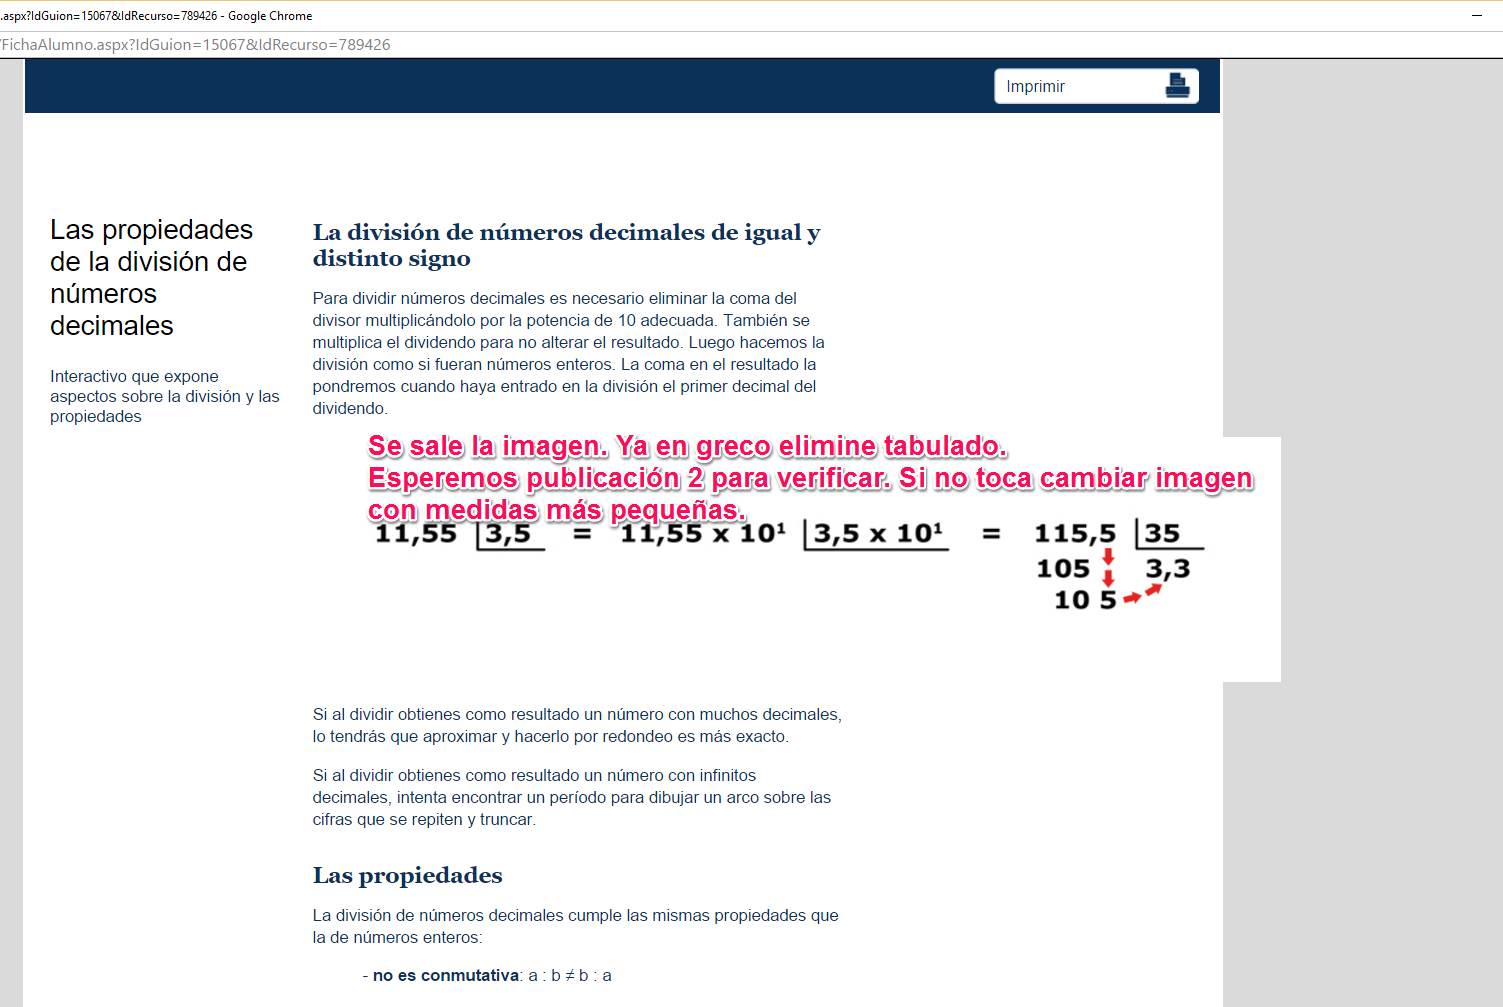 .aspx?IdGuion=15067&IdRecurso=789426 - Google Chrome
/FichaAlumno.aspx?IdGuion=15067&IdRecurso=789426
Imprimir
Las propiedades
de la división de
números
decimales
Interactivo que expone
aspectos sobre la división y las
propiedades
La división de números decimales de igual y
distinto signo
Para dividir números decimales es necesario eliminar la coma del
divisor multiplicándolo por la potencia de 10 adecuada. También se
multiplica el dividendo para no alterar el resultado. Luego hacemos la
división como si fueran números enteros. La coma en el resultado la
pondremos cuando haya entrado en la división el primer decimal del
dividendo.
Se sale la imagen. Ya en greco elimine tabulado.
Esperemos publicación 2 para verificar. Si no toca cambiar imagen
con medidas más pequeñas.
11,55 3,5 = 11,55 x 10¹ 3,5 x 10¹ = 115,5 35
105 3,3
10 5
Si al dividir obtienes como resultado un número con muchos decimales,
lo tendrás que aproximar y hacerlo por redondeo es más exacto.
Si al dividir obtienes como resultado un número con infinitos
decimales, intenta encontrar un período para dibujar un arco sobre las
cifras que se repiten y truncar.
Las propiedades
La división de números decimales cumple las mismas propiedades que
la de números enteros:
- no es conmutativa: a : b ≠ b : a